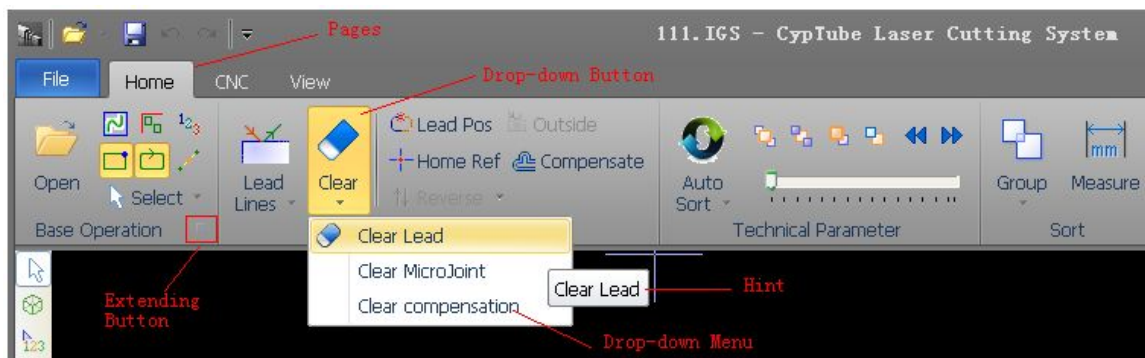 Pages
111.IGS - CypTube Laser Cutting System
File Home CNC View
Drop-down Button
Lead Pos Outside
Home Ref Compensate
Reverse
Open
Select
Lead Lines
Clear
Auto Sort
Group
Measure
mm
123
Base Operation
Technical Parameter
Sort
Clear Lead
Clear MicroJoint
Clear compensation
Clear Lead
Hint
Extending
Button
Drop-down Menu
123